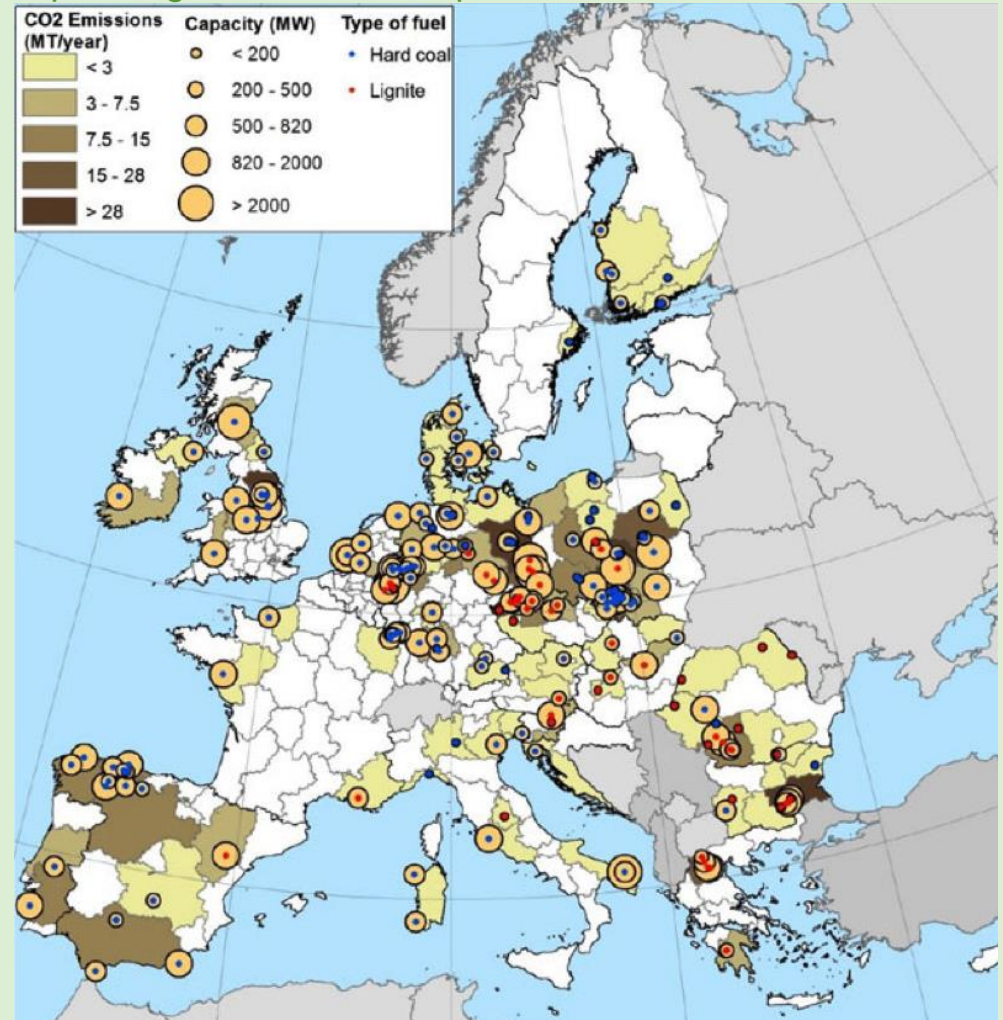 CO2 Emissions
(MT/year)
< 3
3 - 7.5
7.5 - 15
15 - 28
> 28
Capacity (MW)
< 200
200 - 500
500 - 820
820 - 2000
> 2000
Type of fuel
Hard coal
Lignite